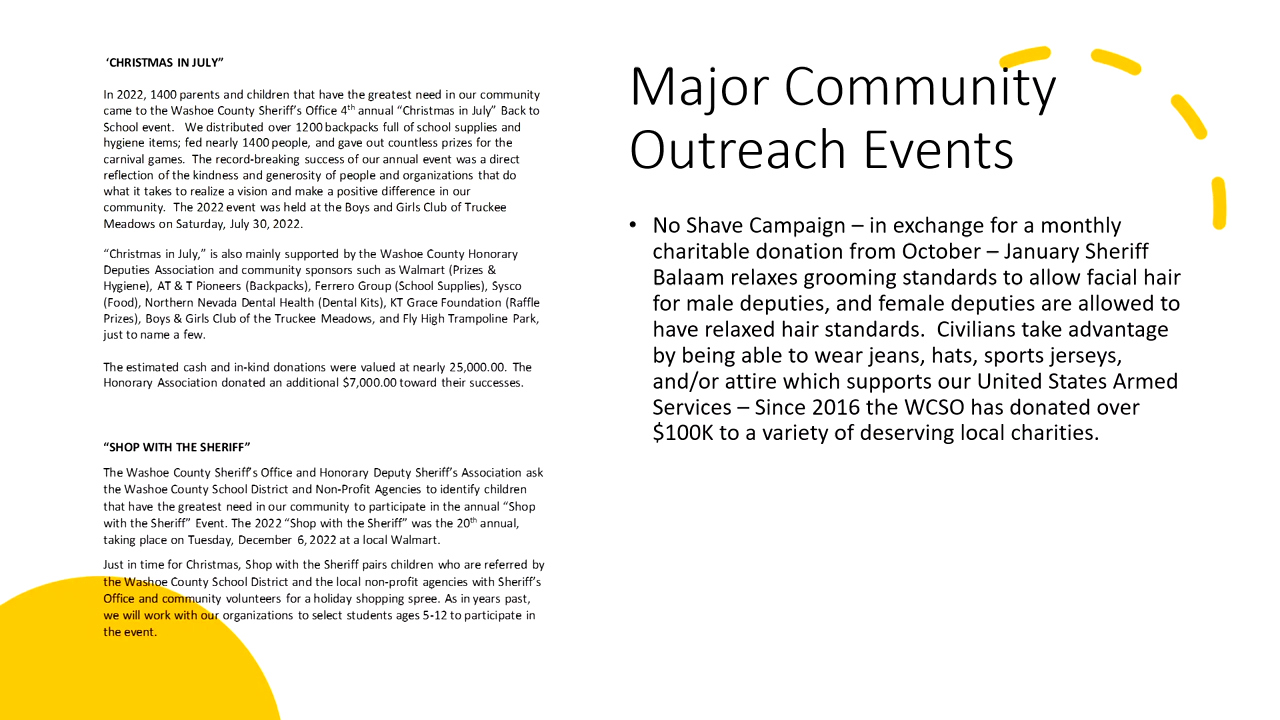 ‘CHRISTMAS IN JULY”
In 2022, 1400 parents and children that have the greatest need in our community
came to the Washoe County Sheriff’s Office 4th annual “Christmas in July” Back to
School event.   We distributed over 1200 backpacks full of school supplies and
hygiene items; fed nearly 1400 people, and gave out countless prizes for the
carnival games.  The record-breaking success of our annual event was a direct
reflection of the kindness and generosity of people and organizations that do
what it takes to realize a vision and make a positive difference in our
community.  The 2022 event was held at the Boys and Girls Club of Truckee
Meadows on Saturday, July 30, 2022.
“Christmas in July,” is also mainly supported by the Washoe County Honorary
Deputies Association and community sponsors such as Walmart (Prizes &
Hygiene), AT & T Pioneers (Backpacks), Ferrero Group (School Supplies), Sysco
(Food), Northern Nevada Dental Health (Dental Kits), KT Grace Foundation (Raffle
Prizes), Boys & Girls Club of the Truckee Meadows, and Fly High Trampoline Park,
just to name a few.
The estimated cash and in-kind donations were valued at nearly 25,000.00.  The
Honorary Association donated an additional $7,000.00 toward their successes.
“SHOP WITH THE SHERIFF”
The Washoe County Sheriff’s Office and Honorary Deputy Sheriff’s Association ask
the Washoe County School District and Non-Profit Agencies to identify children
that have the greatest need in our community to participate in the annual “Shop
with the Sheriff” Event. The 2022 “Shop with the Sheriff” was the 20th annual,
taking place on Tuesday, December 6, 2022 at a local Walmart.
Just in time for Christmas, Shop with the Sheriff pairs children who are referred by
the Washoe County School District and the local non-profit agencies with Sheriff’s
Office and community volunteers for a holiday shopping spree. As in years past,
we will work with our organizations to select students ages 5-12 to participate in
the event.
Major Community
Outreach Events
• No Shave Campaign – in exchange for a monthly
charitable donation from October – January Sheriff
Balaam relaxes grooming standards to allow facial hair
for male deputies, and female deputies are allowed to
have relaxed hair standards.  Civilians take advantage
by being able to wear jeans, hats, sports jerseys,
and/or attire which supports our United States Armed
Services – Since 2016 the WCSO has donated over
$100K to a variety of deserving local charities.